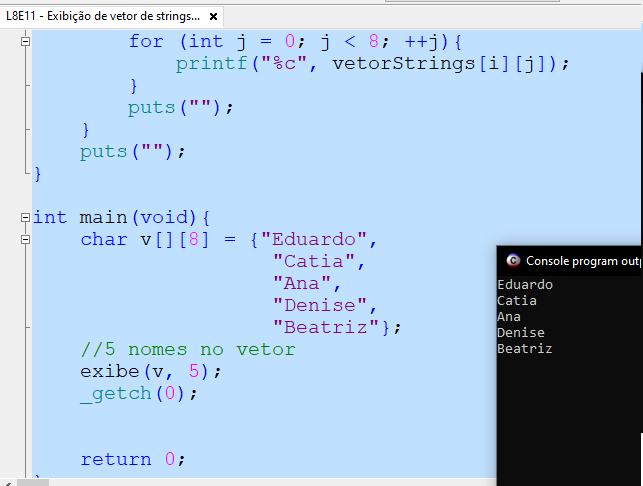 L8E11 - Exibição de vetor de strings...
for (int j = 0; j < 8; ++j){
printf("%c", vetorStrings[i][j]);
}
puts("");
}
puts("");
}
int main(void){
char v[][8] = {"Eduardo",
"Catia",
"Ana",
"Denise",
"Beatriz"};
//5 nomes no vetor
exibe(v, 5);
_getch(0);
return 0;
Console program outp
Eduardo
Catia
Ana
Denise
Beatriz